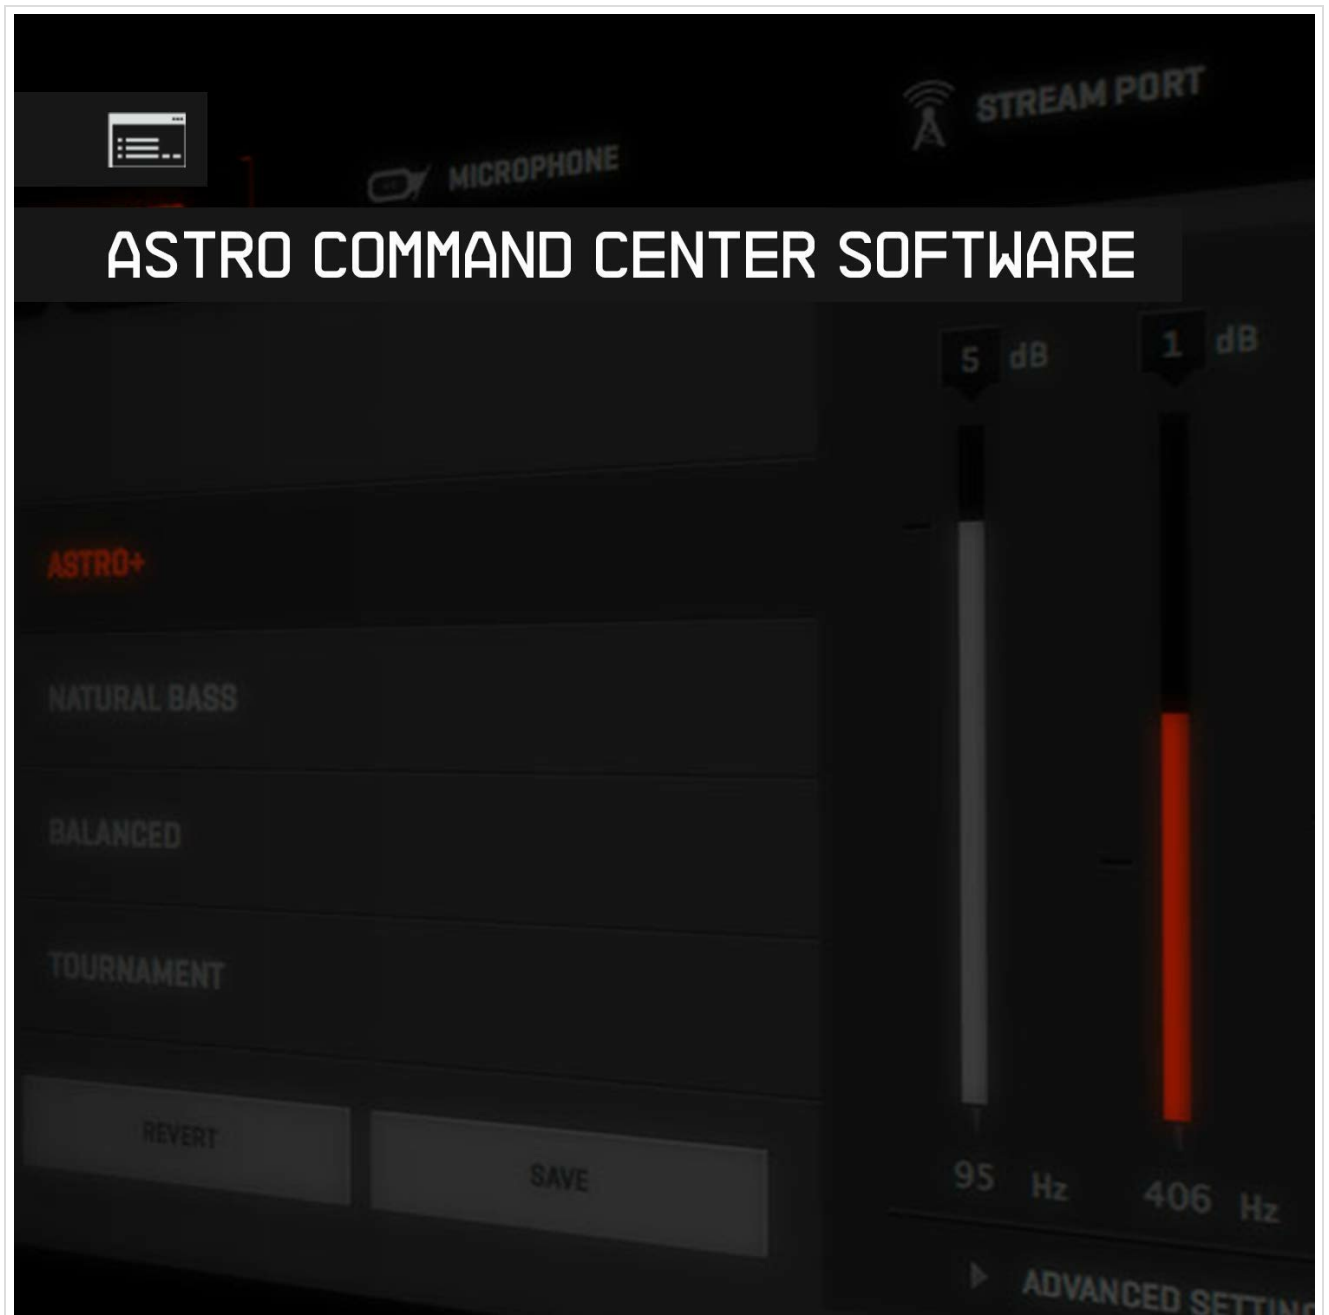 STREAM PORT
MICROPHONE
ASTRO COMMAND CENTER SOFTWARE
5 dB 1 dB
ASTRO+
NATURAL BASS
BALANCED
TOURNAMENT
REVERT SAVE
95 Hz 406 Hz
ADVANCED SETTING